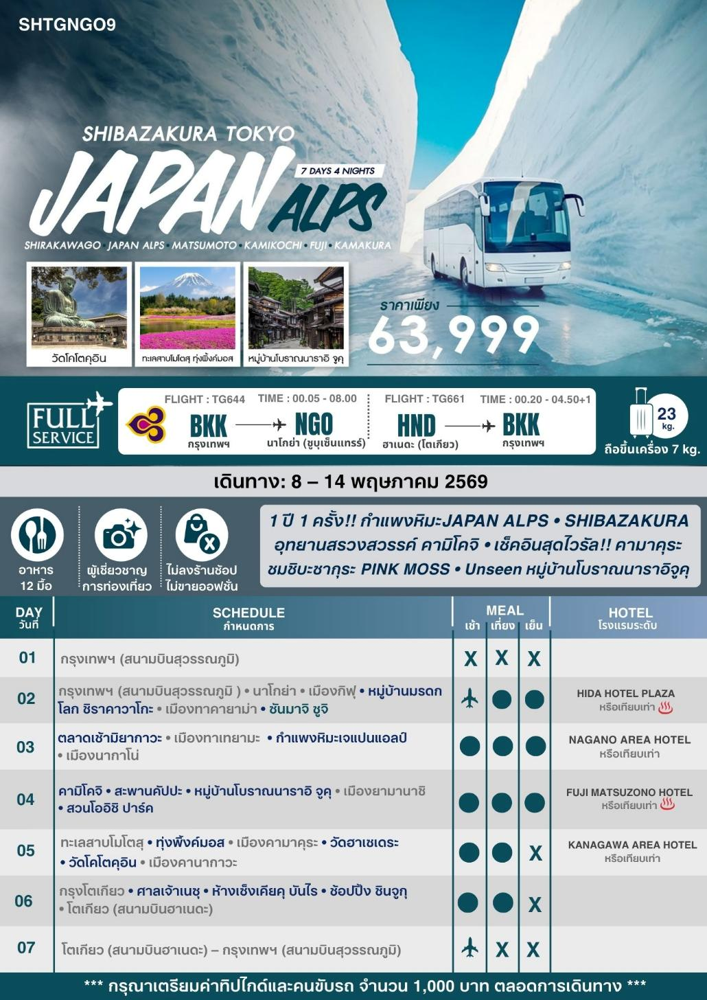 SHTGNGO9
SHIBAZAKURA TOKYO
JAPAN ALPS
7 DAYS 4 NIGHTS
SHIRAKAWAGO • JAPAN ALPS • MATSUMOTO • KAMIKOCHI • FUJI • KAMAKURA
วัดโคโตคุอิน
ทะเลสาบโมโตสุ ทุ่งพิ้งค์มอส
หมู่บ้านโบราณนาราอิ จูคุ
ราคาเพียง
63,999
FULL SERVICE
FLIGHT : TG644 TIME : 00.05 - 08.00
BKK NGO
กรุงเทพฯ นาโกย่า (ชูบุเซ็นแทรร์)
FLIGHT : TG661 TIME : 00.20 - 04.50+1
HND BKK
ฮาเนดะ (โตเกียว) กรุงเทพฯ
23 kg.
ถือขึ้นเครื่อง 7 kg.
เดินทาง: 8 – 14 พฤษภาคม 2569
อาหาร
12 มื้อ
ผู้เชี่ยวชาญ
การท่องเที่ยว
ไม่ลงร้านช้อป
ไม่ขายออฟชั่น
1 ปี 1 ครั้ง!! กำแพงหิมะJAPAN ALPS • SHIBAZAKURA
อุทยานสรวงสวรรค์ คามิโคจิ • เช็คอินสุดไวรัล!! คามาคุระ
ชมชิบะซากุระ PINK MOSS • Unseen หมู่บ้านโบราณนาราอิจูคุ
DAY SCHEDULE MEAL HOTEL
วันที่ กำหนดการ เช้า เที่ยง เย็น โรงแรมระดับ
01 กรุงเทพฯ (สนามบินสุวรรณภูมิ) X X X
02 กรุงเทพฯ (สนามบินสุวรรณภูมิ ) • นาโกย่า • เมืองกิฟุ • หมู่บ้านมรดก
โลก ชิราคาวาโกะ • เมืองทาคายาม่า • ซันมาจิ ซูจิ
HIDA HOTEL PLAZA
หรือเทียบเท่า
03 ตลาดเช้ามิยากาวะ • เมืองทาเทยามะ • กำแพงหิมะเจแปนแอลป์
• เมืองนากาโน่
NAGANO AREA HOTEL
หรือเทียบเท่า
04 คามิโคจิ • สะพานคัปปะ • หมู่บ้านโบราณนาราอิ จูคุ • เมืองยามานาชิ
• สวนโออิชิ ปาร์ค
FUJI MATSUZONO HOTEL
หรือเทียบเท่า
05 ทะเลสาบโมโตสุ • ทุ่งพิ้งค์มอส • เมืองคามาคุระ • วัดฮาเซเดระ
• วัดโคโตคุอิน • เมืองคานากาวะ
X
KANAGAWA AREA HOTEL
หรือเทียบเท่า
06 กรุงโตเกียว • ศาลเจ้าเนซุ • ห้างเซ็งเคียคุ บันไร • ช้อปปิ้ง ชินจูกุ
• โตเกียว (สนามบินฮาเนดะ)
X
07 โตเกียว (สนามบินฮาเนดะ) – กรุงเทพฯ (สนามบินสุวรรณภูมิ) X X
*** กรุณาเตรียมค่าทิปไกด์และคนขับรถ จำนวน 1,000 บาท ตลอดการเดินทาง ***